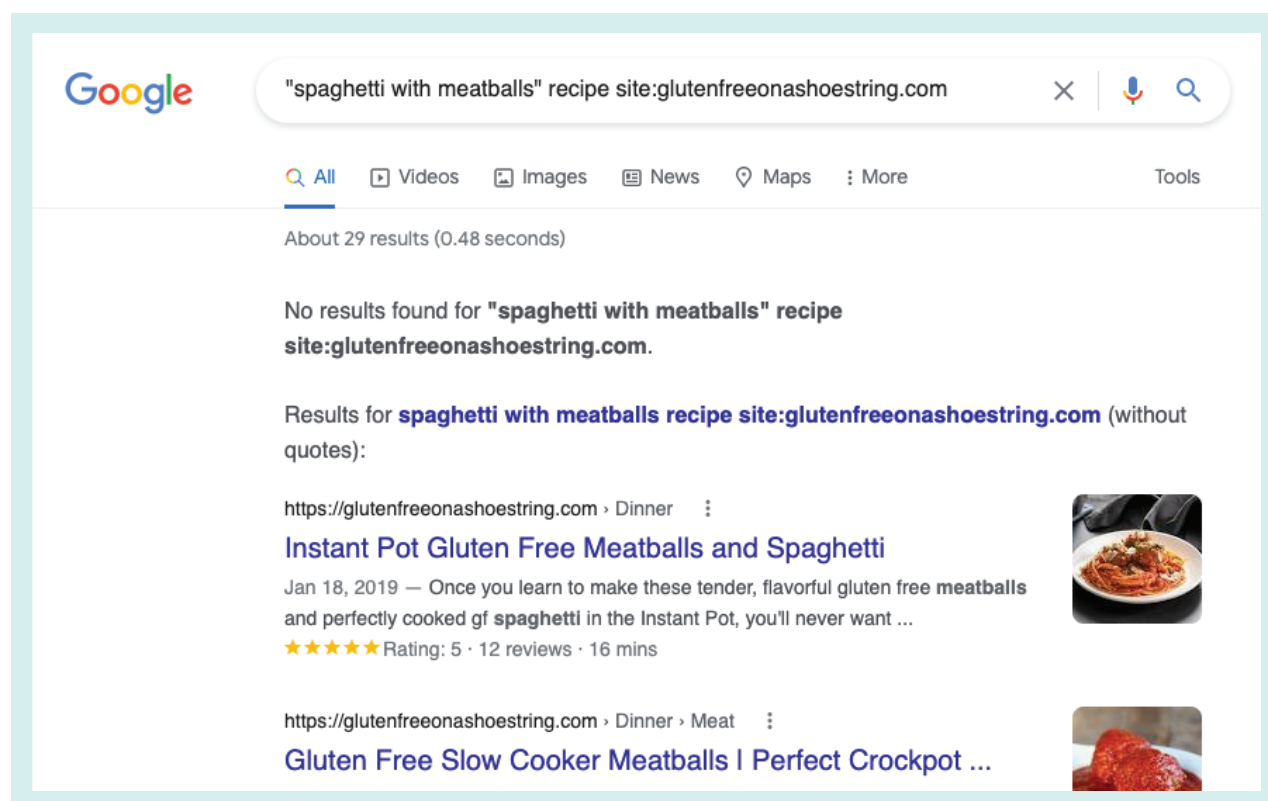 Google
"spaghetti with meatballs" recipe site:glutenfreeonashoestring.com
All Videos Images News Maps More Tools
About 29 results (0.48 seconds)
No results found for "spaghetti with meatballs" recipe
site:glutenfreeonashoestring.com.
Results for spaghetti with meatballs recipe site:glutenfreeonashoestring.com (without
quotes):
https://glutenfreeonashoestring.com › Dinner
Instant Pot Gluten Free Meatballs and Spaghetti
Jan 18, 2019 — Once you learn to make these tender, flavorful gluten free meatballs
and perfectly cooked gf spaghetti in the Instant Pot, you'll never want ...
Rating: 5 · 12 reviews · 16 mins
https://glutenfreeonashoestring.com › Dinner › Meat
Gluten Free Slow Cooker Meatballs | Perfect Crockpot ...